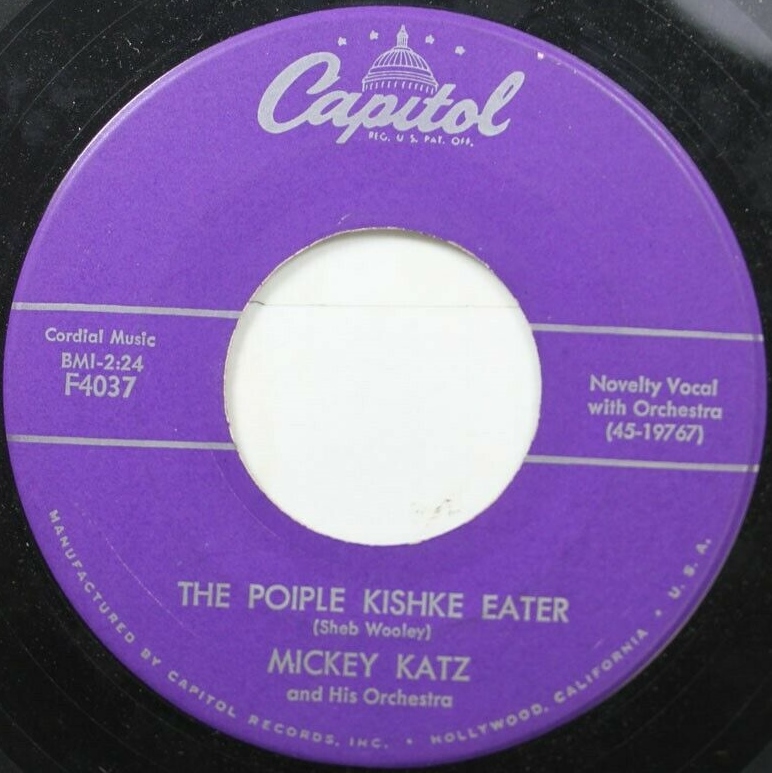 Capitol
REG. U.S. PAT. OFF.
Cordial Music
BMI-2:24
F4037
Novelty Vocal
with Orchestra
(45-19767)
THE POIPLE KISHKE EATER
(Sheb Wooley)
MICKEY KATZ
and His Orchestra
MANUFACTURED BY CAPITOL RECORDS, INC. • HOLLYWOOD, CALIFORNIA • U.S.A.